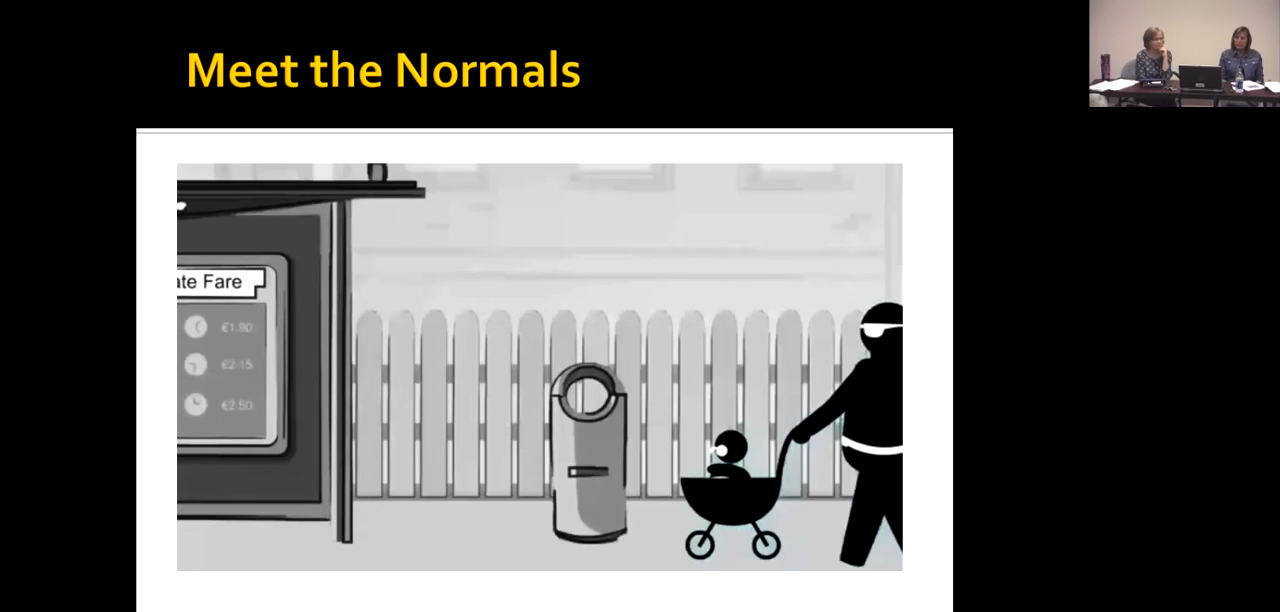 Meet the Normals
ate Fare
€1.90
€2.15
€2.50